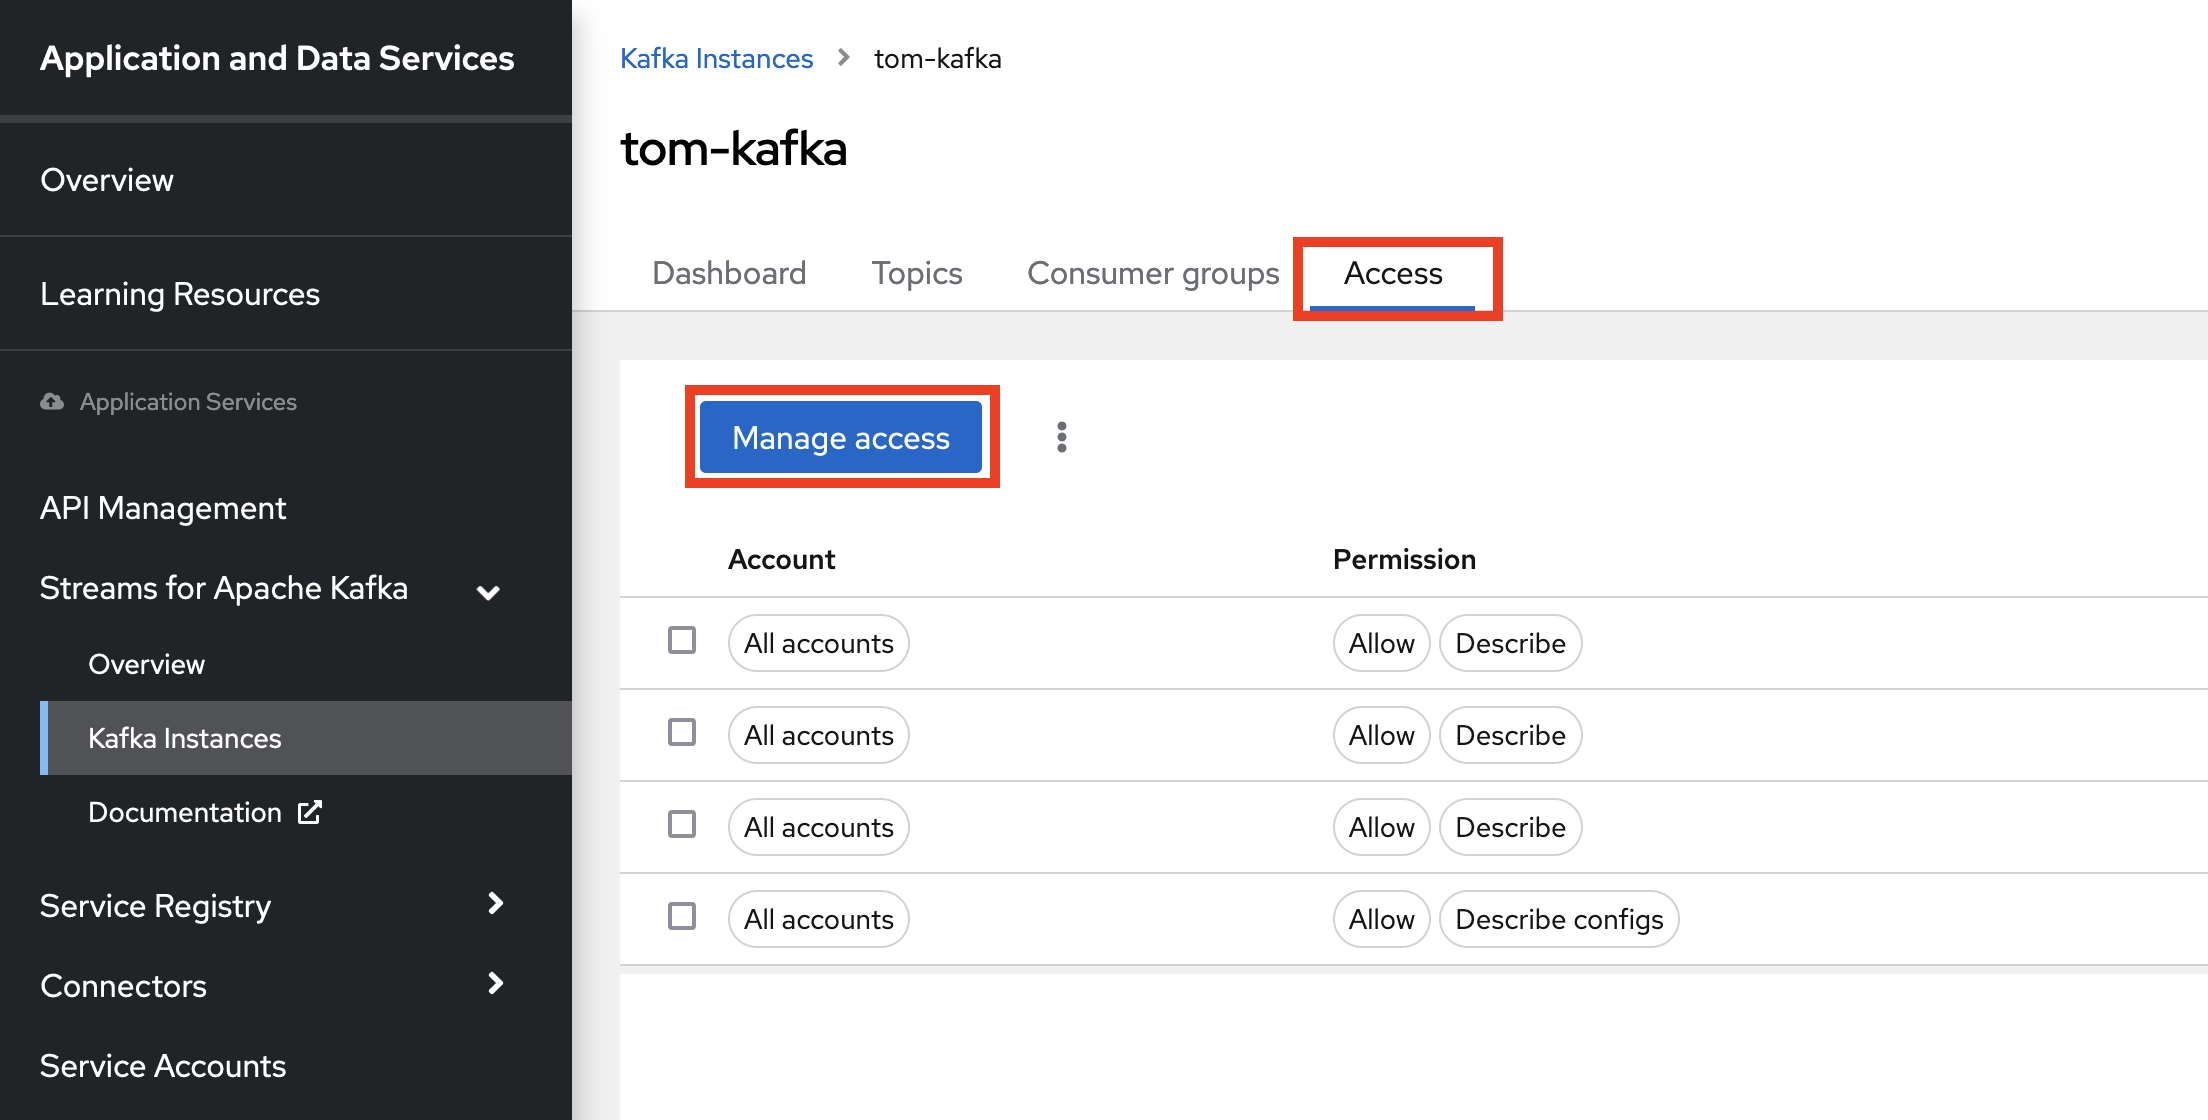 Application and Data Services
Overview
Learning Resources
Application Services
API Management
Streams for Apache Kafka
Overview
Kafka Instances
Documentation
Service Registry
Connectors
Service Accounts
Kafka Instances > tom-kafka
tom-kafka
Dashboard Topics Consumer groups Access
Manage access
Account Permission
All accounts Allow Describe
All accounts Allow Describe
All accounts Allow Describe
All accounts Allow Describe configs